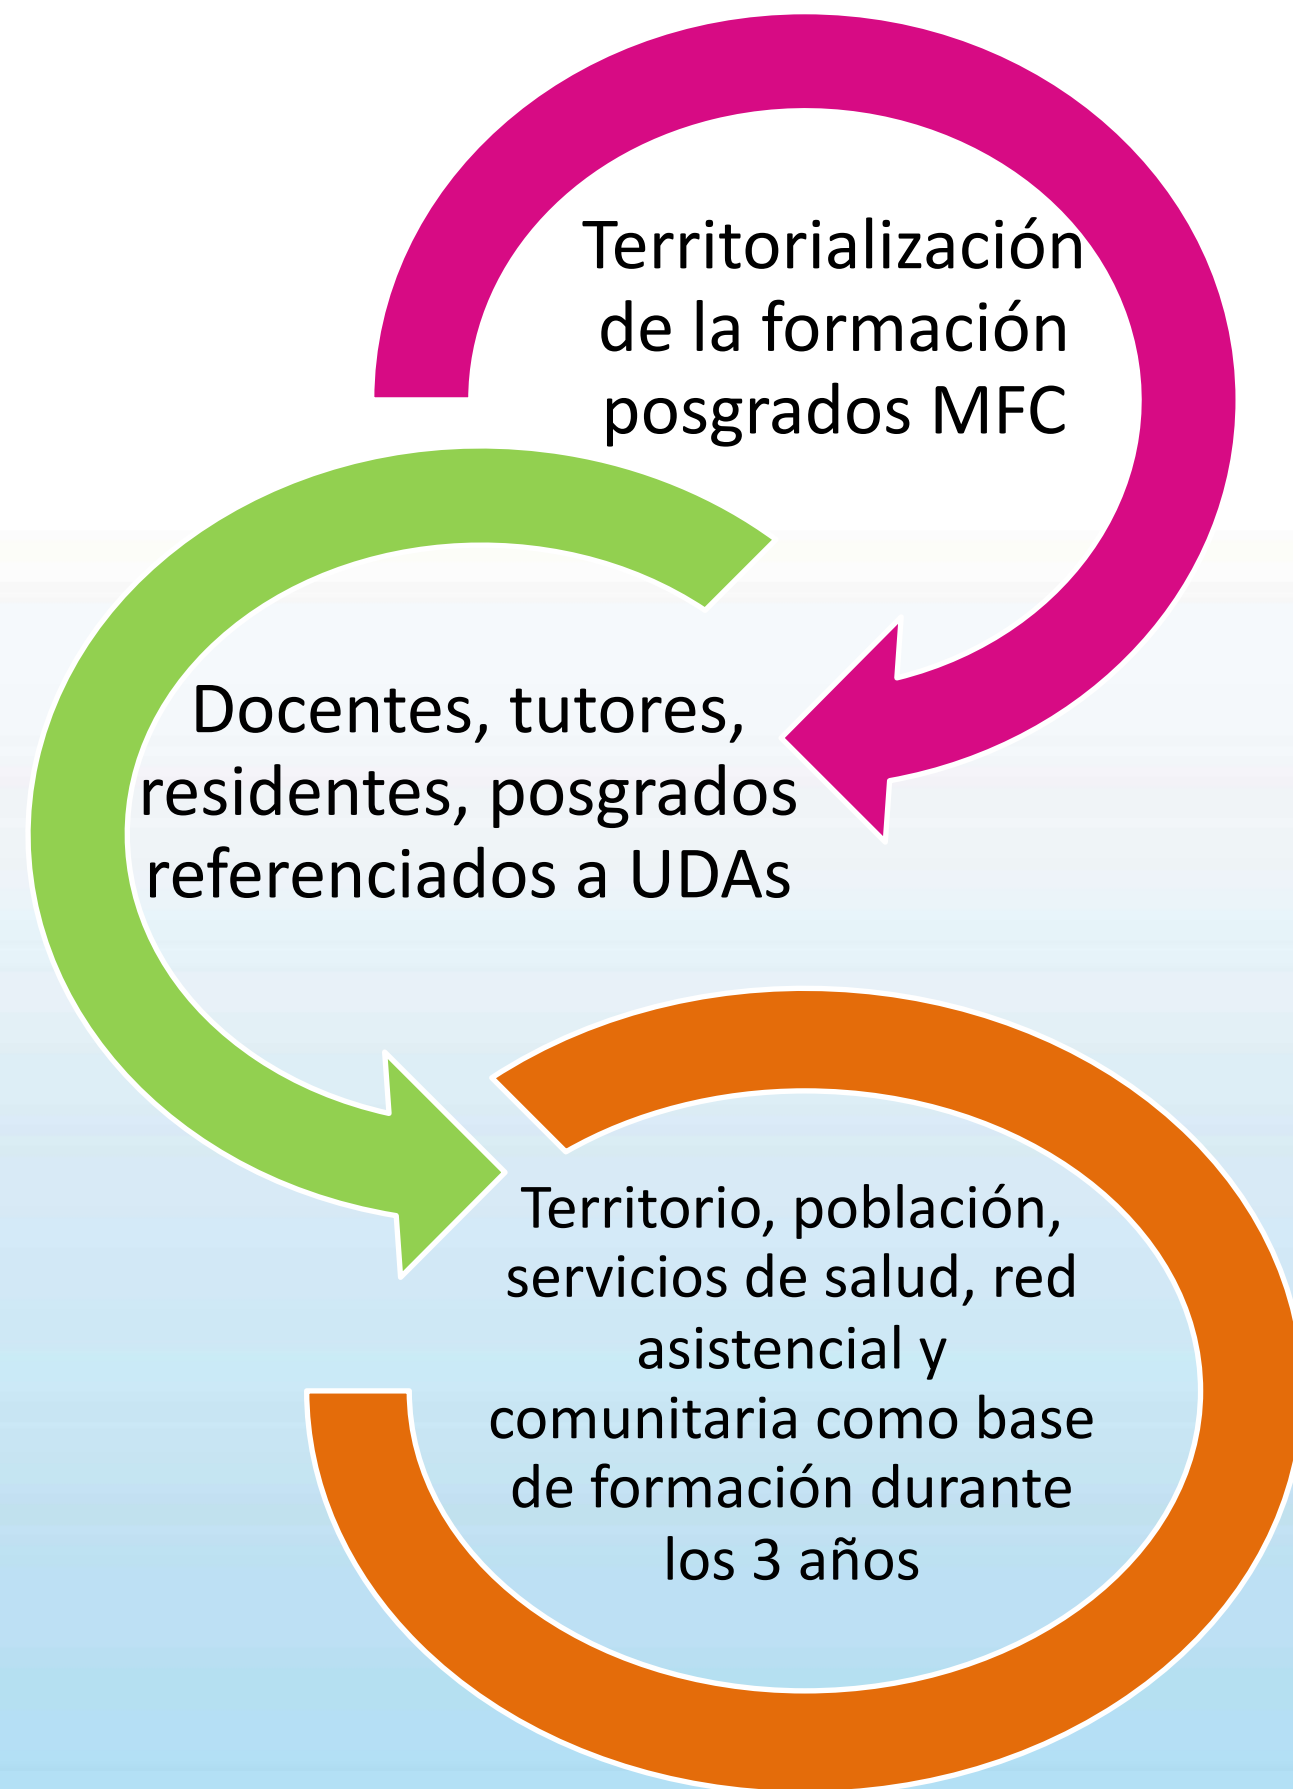 Territorialización
de la formación
posgrados MFC
Docentes, tutores,
residentes, posgrados
referenciados a UDAs
Territorio, población,
servicios de salud, red
asistencial y
comunitaria como base
de formación durante
los 3 años